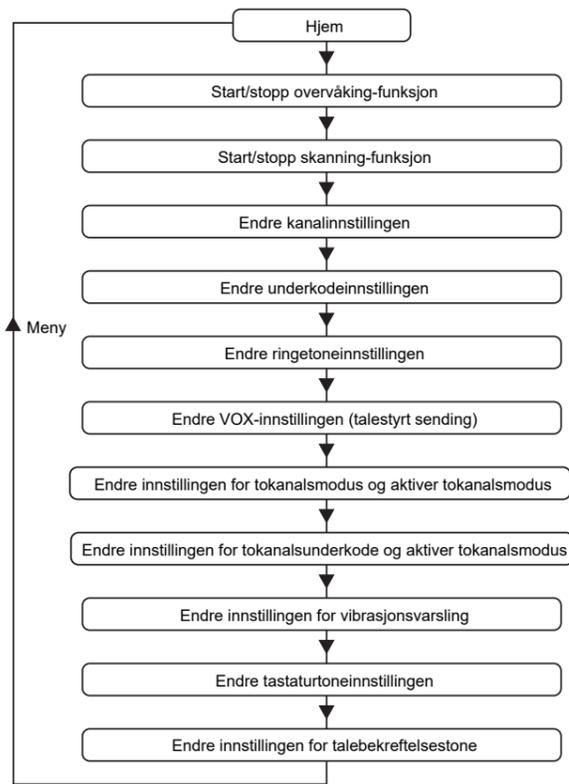 Hjem
Start/stopp overvåking-funksjon
Start/stopp skanning-funksjon
Endre kanalinnstillingen
Endre underkodeinnstillingen
Meny
Endre ringetoneinnstillingen
Endre VOX-innstillingen (talestyrt sending)
Endre innstillingen for tokanalsmodus og aktiver tokanalsmodus
Endre innstillingen for tokanalsunderkode og aktiver tokanalsmodus
Endre innstillingen for vibrasjonsvarsling
Endre tastaturtoneinnstillingen
Endre innstillingen for talebekreftelsestone